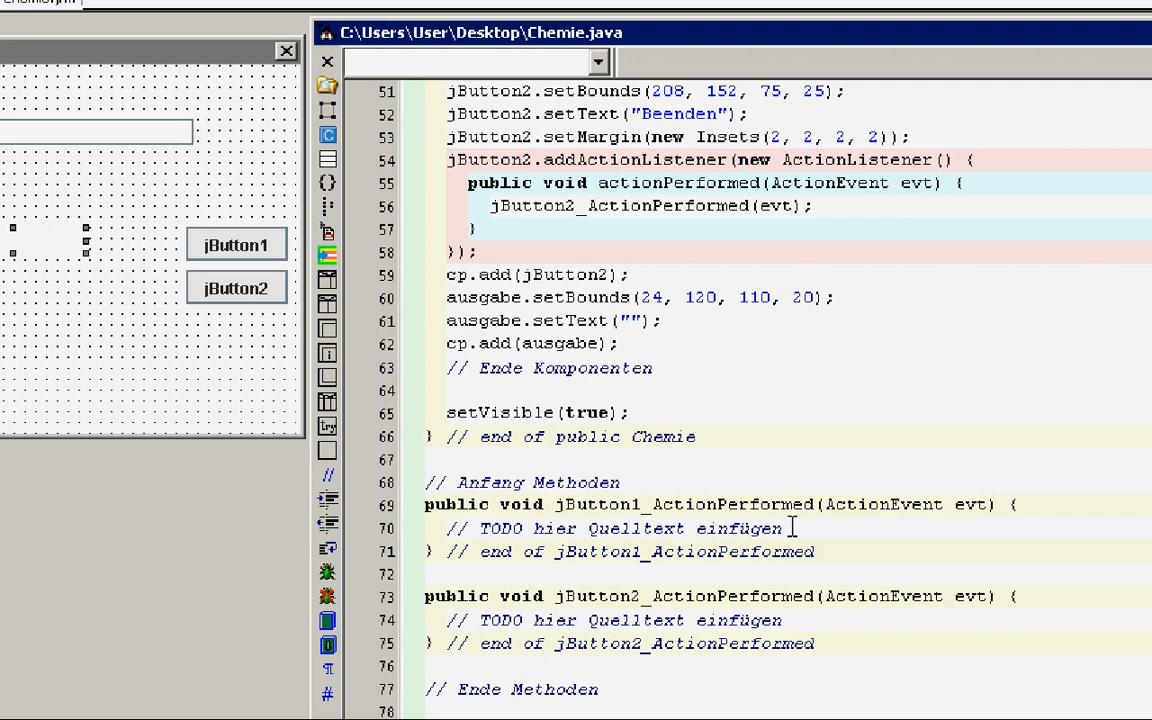 C:\Users\User\Desktop\Chemie.java
jButton1
jButton2
51 jButton2.setBounds(208, 152, 75, 25);
52 jButton2.setText("Beenden");
53 jButton2.setMargin(new Insets(2, 2, 2, 2));
54 jButton2.addActionListener(new ActionListener() {
55 public void actionPerformed(ActionEvent evt) {
56 jButton2_ActionPerformed(evt);
57 }
58 });
59 cp.add(jButton2);
60 ausgabe.setBounds(24, 120, 110, 20);
61 ausgabe.setText("");
62 cp.add(ausgabe);
63 // Ende Komponenten
64
65 setVisible(true);
66 } // end of public Chemie
67
68 // Anfang Methoden
69 public void jButton1_ActionPerformed(ActionEvent evt) {
70 // TODO hier Quelltext einfügen
71 } // end of jButton1_ActionPerformed
72
73 public void jButton2_ActionPerformed(ActionEvent evt) {
74 // TODO hier Quelltext einfügen
75 } // end of jButton2_ActionPerformed
76
77 // Ende Methoden
78